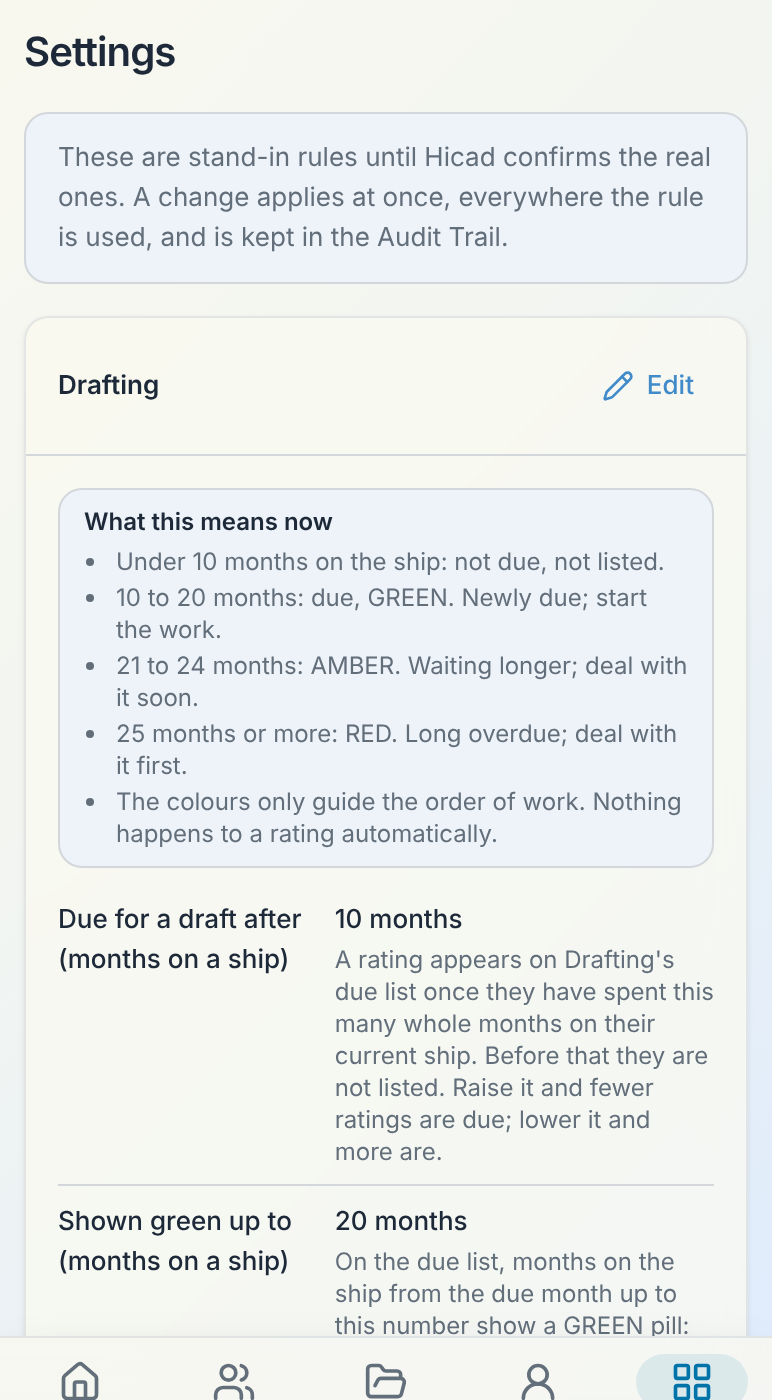 Settings
These are stand-in rules until Hicad confirms the real
ones. A change applies at once, everywhere the rule
is used, and is kept in the Audit Trail.
Drafting
Edit
What this means now
• Under 10 months on the ship: not due, not listed.
• 10 to 20 months: due, GREEN. Newly due; start
the work.
• 21 to 24 months: AMBER. Waiting longer; deal with
it soon.
• 25 months or more: RED. Long overdue; deal with
it first.
• The colours only guide the order of work. Nothing
happens to a rating automatically.
Due for a draft after
(months on a ship)
10 months
A rating appears on Drafting's
due list once they have spent this
many whole months on their
current ship. Before that they are
not listed. Raise it and fewer
ratings are due; lower it and
more are.
Shown green up to
(months on a ship)
20 months
On the due list, months on the
ship from the due month up to
this number show a GREEN pill: